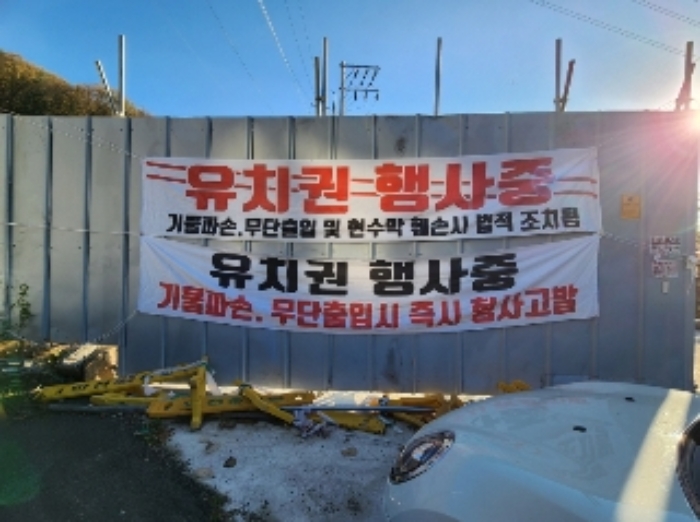 유치권 행사중
기물파손, 무단출입 및 현수막 훼손시 법적 조치됨
유치권 행사중
기물파손, 무단출입시 즉시 형사고발